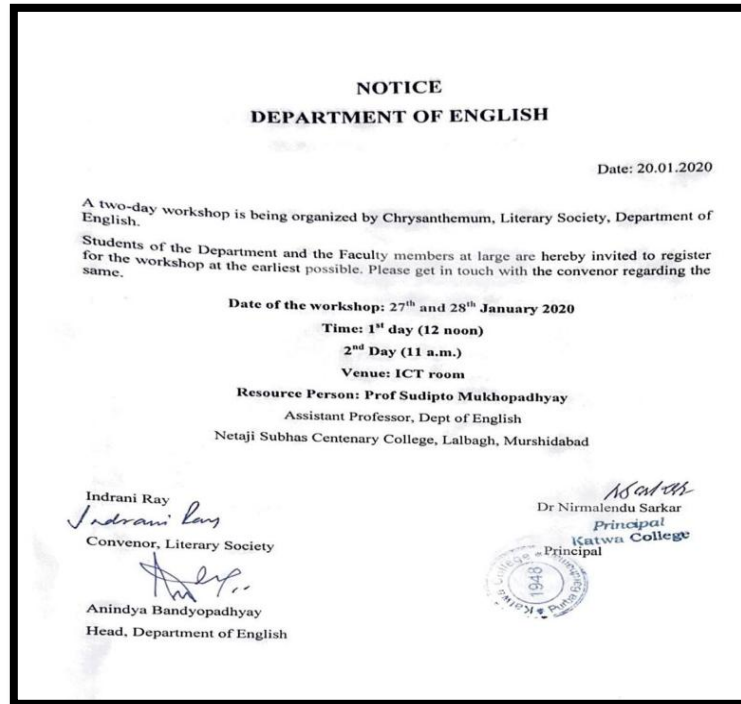 NOTICE
DEPARTMENT OF ENGLISH
Date: 20.01.2020
A two-day workshop is being organized by Chrysanthemum, Literary Society, Department of
English.
Students of the Department and the Faculty members at large are hereby invited to register
for the workshop at the earliest possible. Please get in touch with the convenor regarding the
same.
Date of the workshop: 27th and 28th January 2020
Time: 1st day (12 noon)
2nd Day (11 a.m.)
Venue: ICT room
Resource Person: Prof Sudipto Mukhopadhyay
Assistant Professor, Dept of English
Netaji Subhas Centenary College, Lalbagh, Murshidabad
Indrani Ray
Indrani Ray
Convenor, Literary Society
Anindya Bandyopadhyay
Head, Department of English
Dr Nirmalendu Sarkar
Principal
Katwa College
Principal
Katwa College
1948